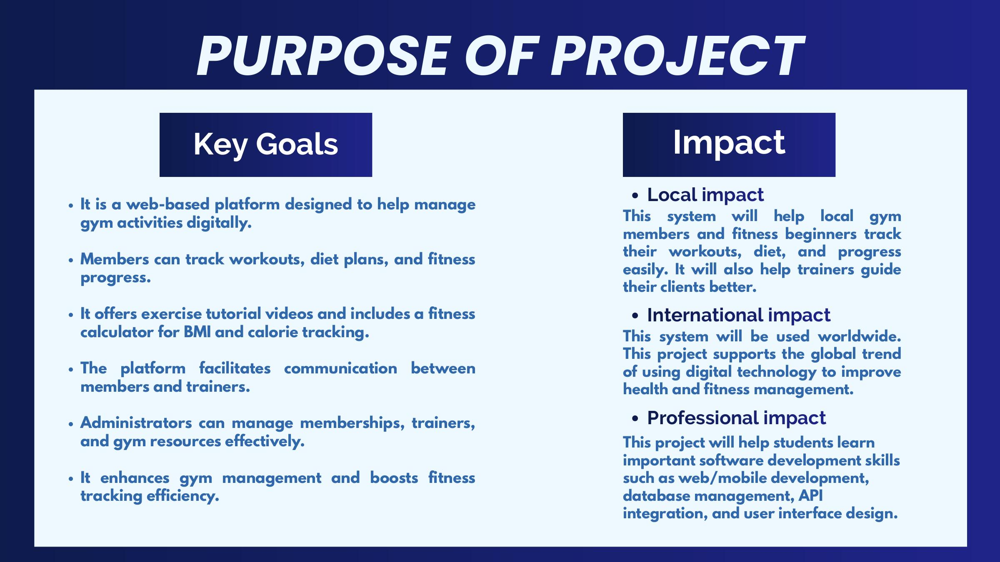 PURPOSE OF PROJECT
Key Goals
• It is a web-based platform designed to help manage
gym activities digitally.
• Members can track workouts, diet plans, and fitness
progress.
• It offers exercise tutorial videos and includes a fitness
calculator for BMI and calorie tracking.
• The platform facilitates communication between
members and trainers.
• Administrators can manage memberships, trainers,
and gym resources effectively.
• It enhances gym management and boosts fitness
tracking efficiency.
Impact
• Local impact
This system will help local gym
members and fitness beginners track
their workouts, diet, and progress
easily. It will also help trainers guide
their clients better.
• International impact
This system will be used worldwide.
This project supports the global trend
of using digital technology to improve
health and fitness management.
• Professional impact
This project will help students learn
important software development skills
such as web/mobile development,
database management, API
integration, and user interface design.